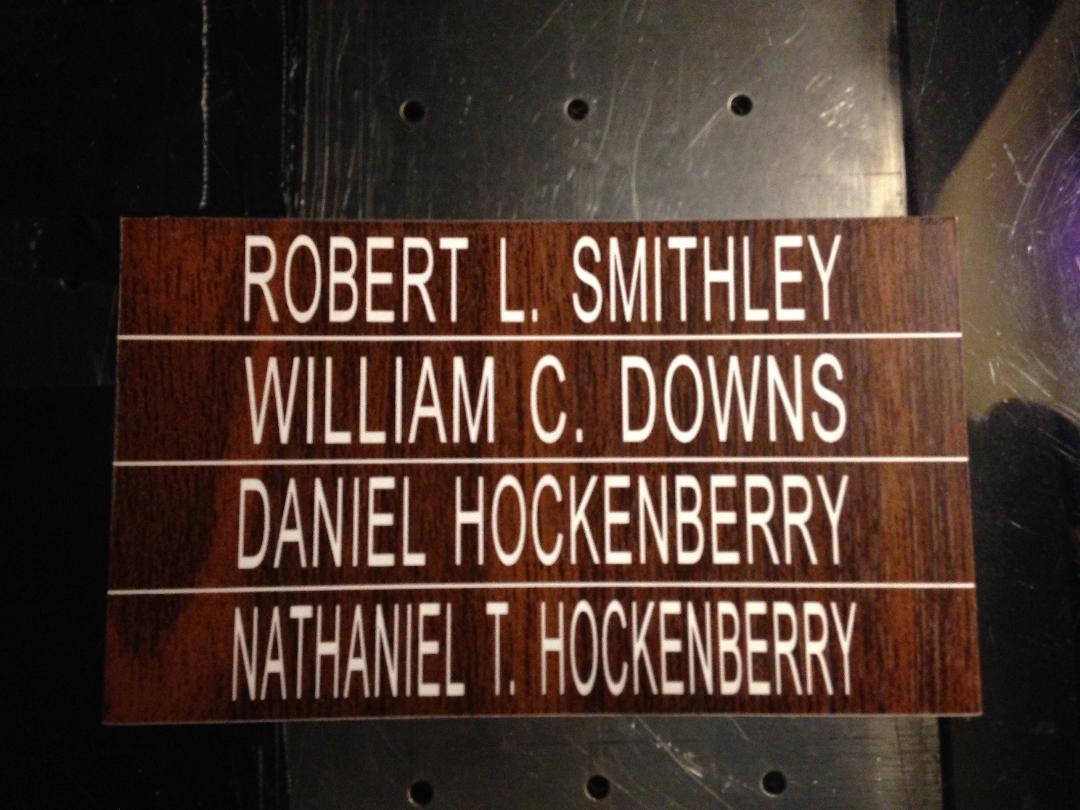 ROBERT L. SMITHLEY
WILLIAM C. DOWNS
DANIEL HOCKENBERRY
NATHANIEL T. HOCKENBERRY